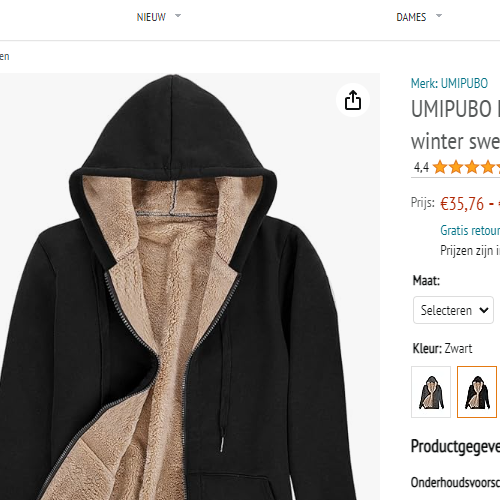 NIEUW
DAMES
en
Merk: UMIPUBO
UMIPUBO
winter swe
4,4
Prijs: €35,76 -
Gratis retour
Prijzen zijn
Maat:
Selecteren
Kleur: Zwart
Productgegeve
Onderhoudsvoorsc